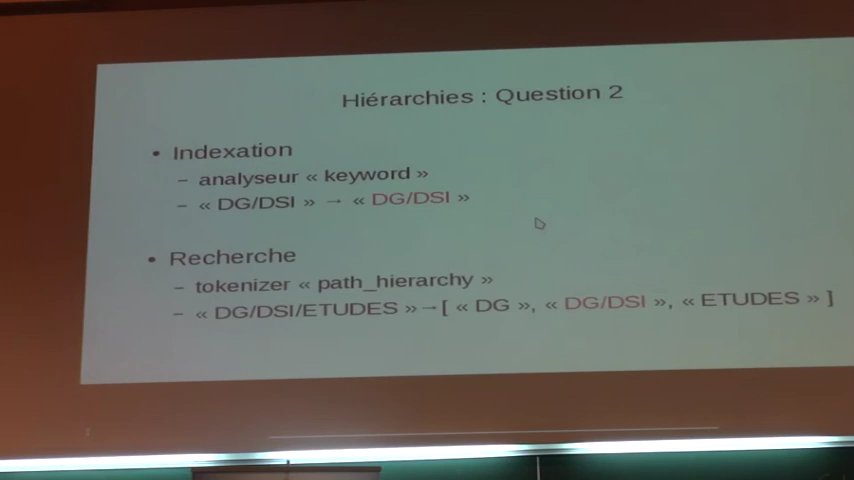 Hiérarchies : Question 2
• Indexation
– analyseur « keyword »
– « DG/DSI » → « DG/DSI »
• Recherche
– tokenizer « path_hierarchy »
– « DG/DSI/ETUDES »→[ « DG », « DG/DSI », « ETUDES » ]